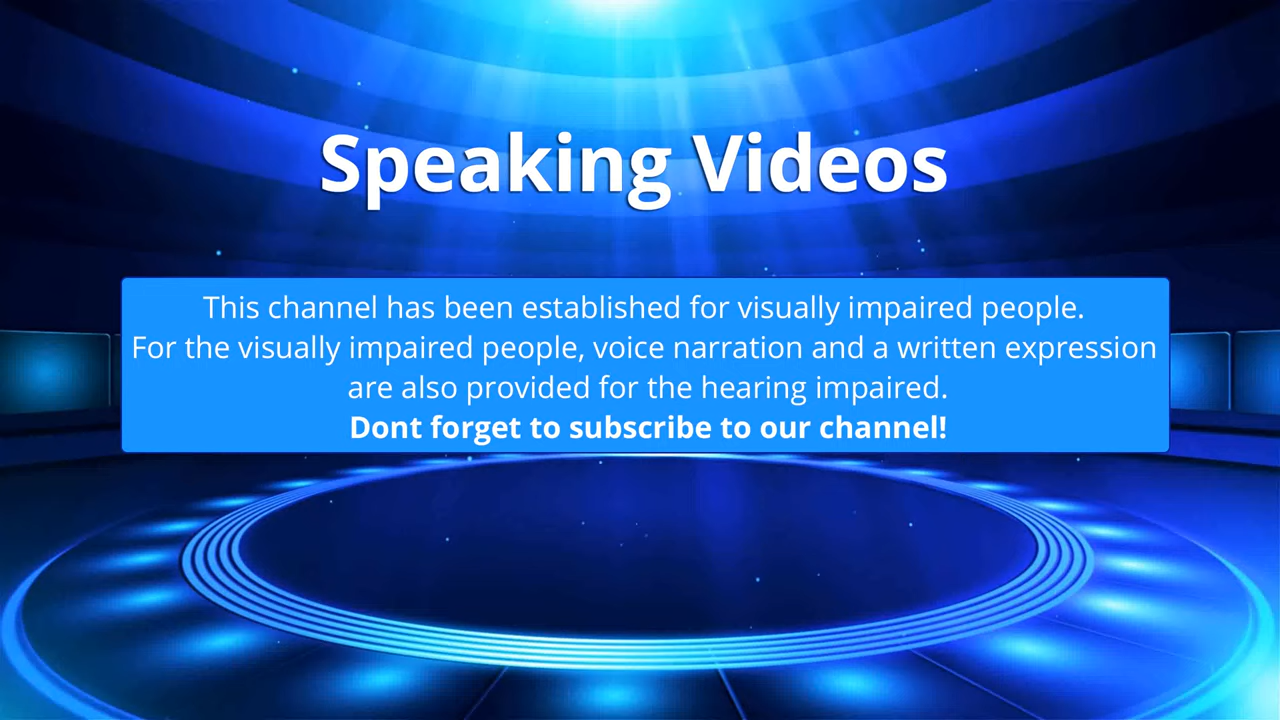 Speaking Videos
This channel has been established for visually impaired people.
For the visually impaired people, voice narration and a written expression
are also provided for the hearing impaired.
Dont forget to subscribe to our channel!